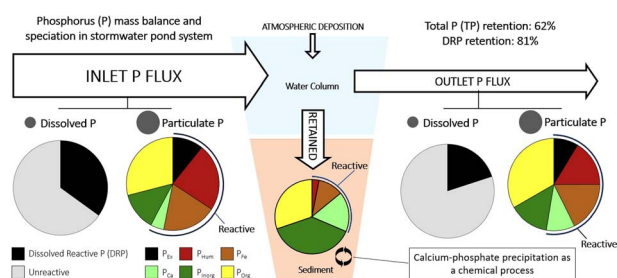 Phosphorus (P) mass balance and
speciation in stormwater pond system
ATMOSPHERIC DEPOSITION
Total P (TP) retention: 62%
DRP retention: 81%
INLET P FLUX
Water Column
OUTLET P FLUX
Dissolved P
Particulate P
RETAINED
Dissolved P
Particulate P
Reactive
Reactive
Reactive
Dissolved Reactive P (DRP)
Unreactive
PEx
PHum
PFe
PCa
PInorg
POrg
Sediment
Calcium-phosphate precipitation as
a chemical process